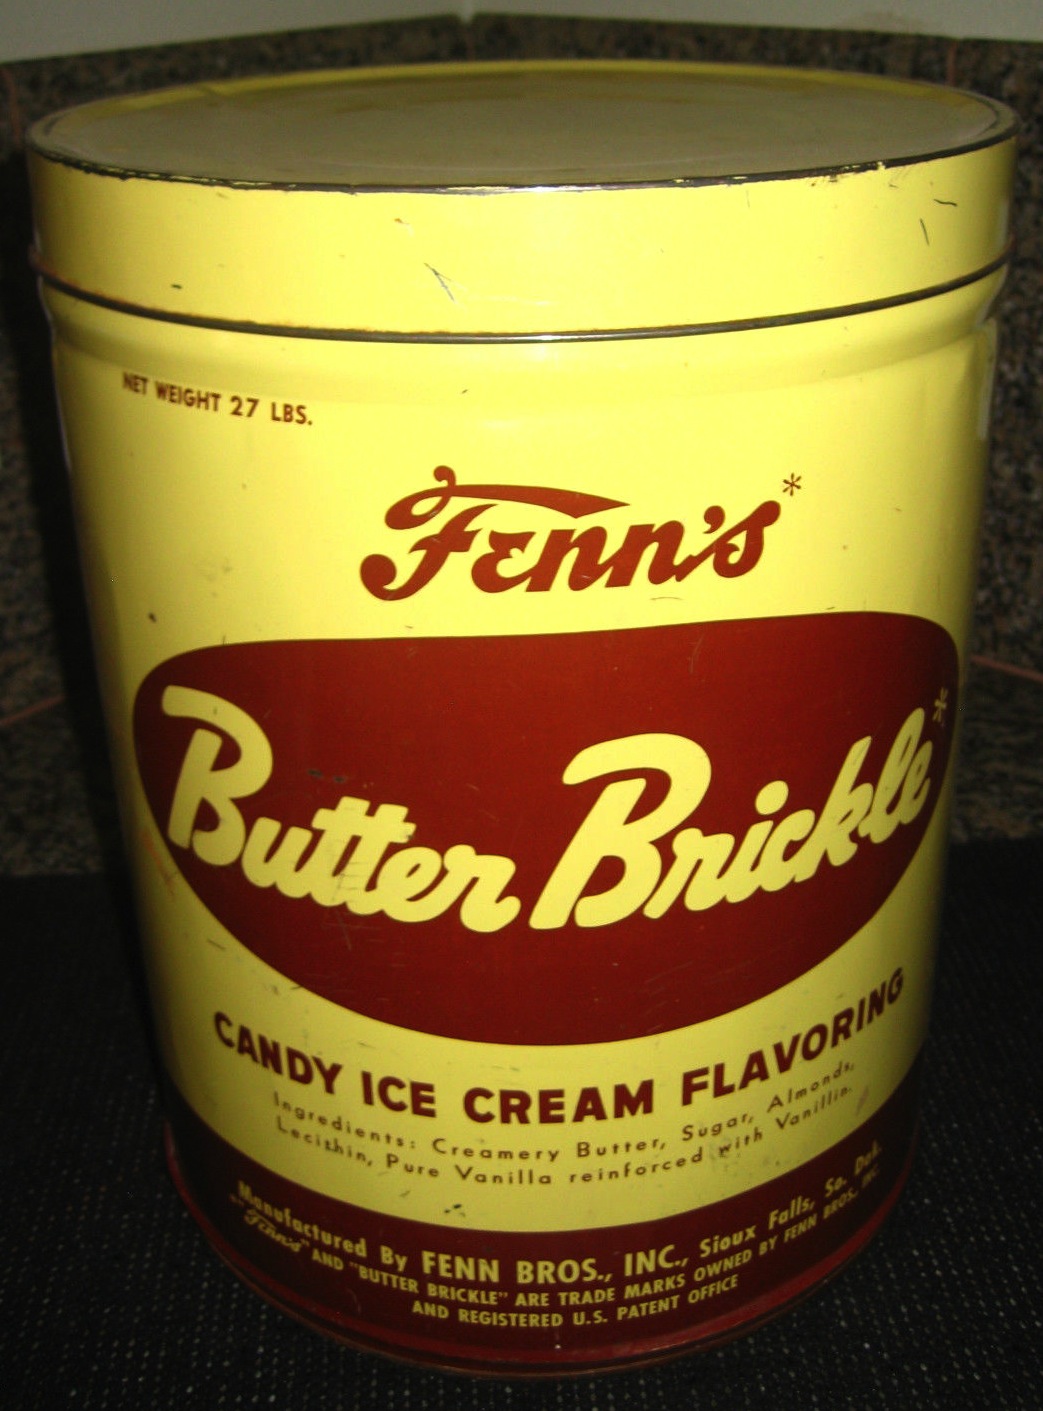 NET WEIGHT 27 LBS.
Fenn's*
Butter Brickle*
CANDY ICE CREAM FLAVORING
Ingredients: Creamery Butter, Sugar, Almonds,
Lecithin, Pure Vanilla reinforced with Vanillin.
Manufactured By FENN BROS., INC., Sioux Falls, So. Dak.
"Fenn's" AND "BUTTER BRICKLE" ARE TRADE MARKS OWNED BY FENN BROS., INC.
AND REGISTERED U.S. PATENT OFFICE